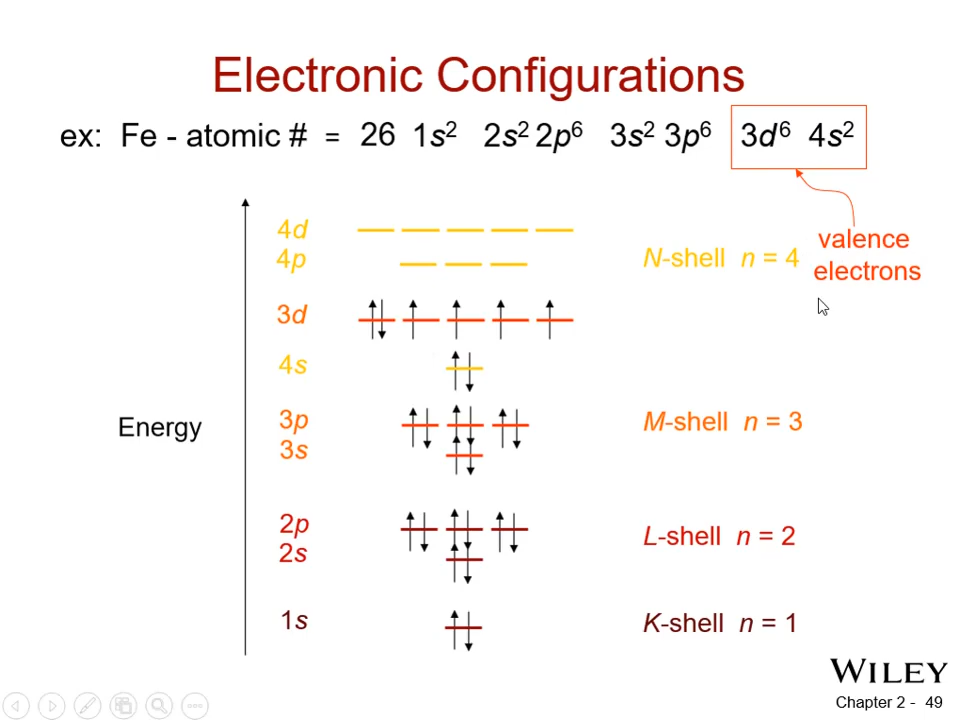 Electronic Configurations
ex: Fe - atomic # = 26 1s² 2s² 2p⁶ 3s² 3p⁶ 3d⁶ 4s²
valence
electrons
4d
4p
N-shell n = 4
3d
4s
Energy
3p
3s
M-shell n = 3
2p
2s
L-shell n = 2
1s
K-shell n = 1
WILEY
Chapter 2 - 49